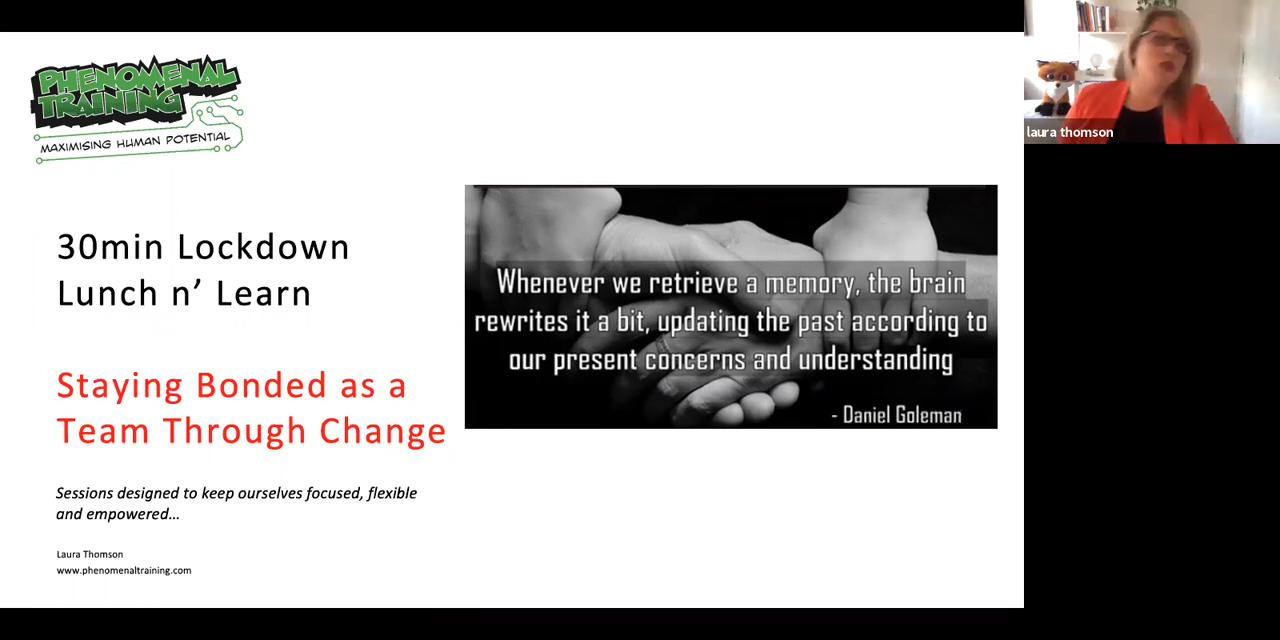 PHENOMENAL
TRAINING
MAXIMISING HUMAN POTENTIAL
30min Lockdown
Lunch n’ Learn
Staying Bonded as a
Team Through Change
Sessions designed to keep ourselves focused, flexible
and empowered...
Laura Thomson
www.phenomenaltraining.com
Whenever we retrieve a memory, the brain
rewrites it a bit, updating the past according to
our present concerns and understanding
- Daniel Goleman
laura thomson